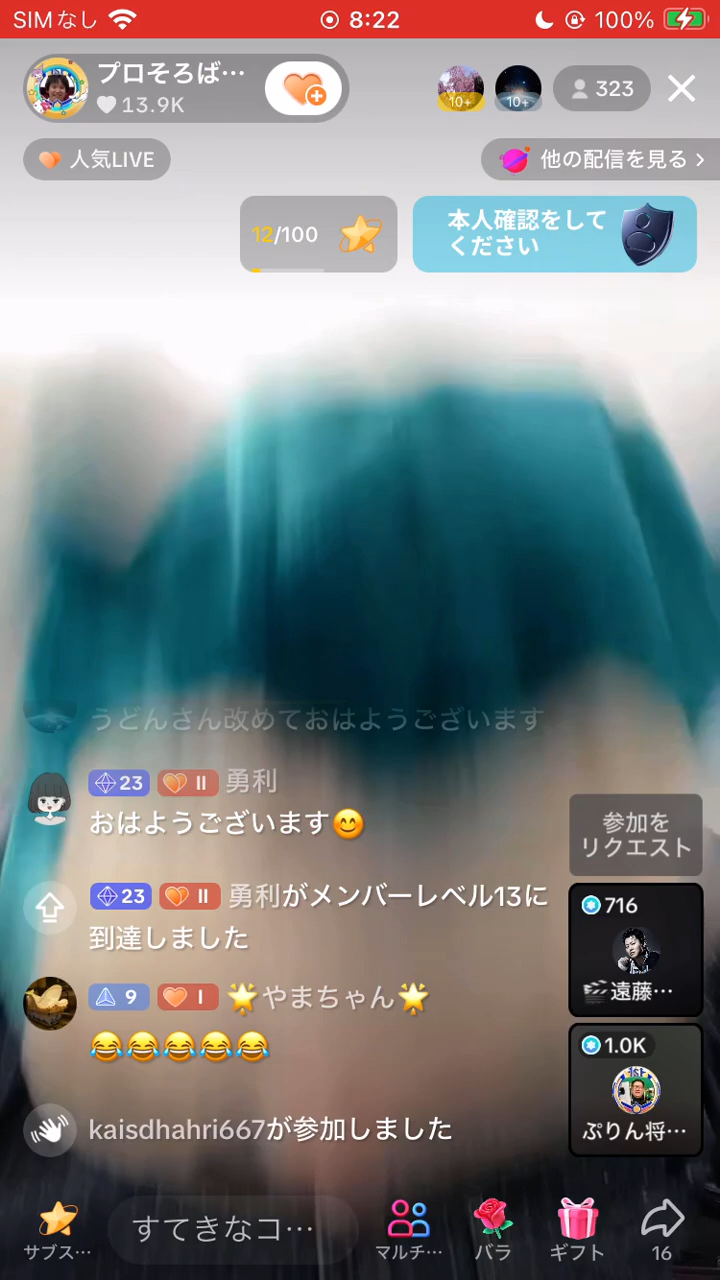 SIMなし 8:22 100%
プロそろば…
13.9K
10+ 10+ 323
人気LIVE
他の配信を見る
12/100
本人確認をして
ください
うどんさん改めておはようございます
23 II 勇利
おはようございます😊
参加を
リクエスト
23 II 勇利がメンバーレベル13に
到達しました
716
遠藤…
9 I 🌟やまちゃん🌟
😂😂😂😂😂
1.0K
ぷりん将…
kaisdhahri667が参加しました
サブス…
すてきなコ…
マルチ…
バラ
ギフト
16